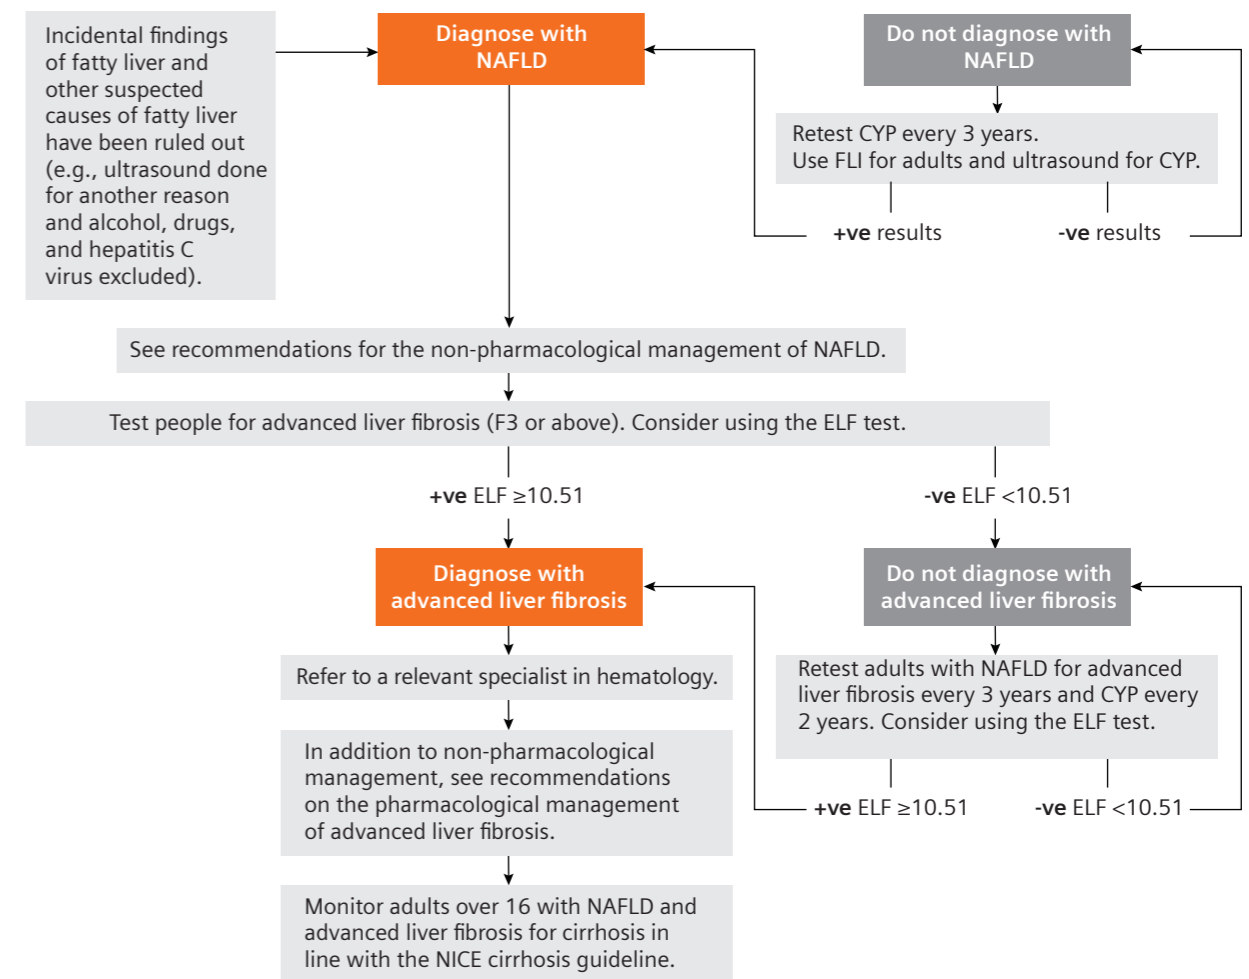 Incidental findings
of fatty liver and
other suspected
causes of fatty liver
have been ruled out
(e.g., ultrasound done
for another reason
and alcohol, drugs,
and hepatitis C
virus excluded).
Diagnose with
NAFLD
Do not diagnose with
NAFLD
Retest CYP every 3 years.
Use FLI for adults and ultrasound for CYP.
+ve results
-ve results
See recommendations for the non-pharmacological management of NAFLD.
Test people for advanced liver fibrosis (F3 or above). Consider using the ELF test.
+ve ELF ≥10.51
-ve ELF <10.51
Diagnose with
advanced liver fibrosis
Do not diagnose with
advanced liver fibrosis
Refer to a relevant specialist in hematology.
Retest adults with NAFLD for advanced
liver fibrosis every 3 years and CYP every
2 years. Consider using the ELF test.
In addition to non-pharmacological
management, see recommendations
on the pharmacological management
of advanced liver fibrosis.
+ve ELF ≥10.51
-ve ELF <10.51
Monitor adults over 16 with NAFLD and
advanced liver fibrosis for cirrhosis in
line with the NICE cirrhosis guideline.